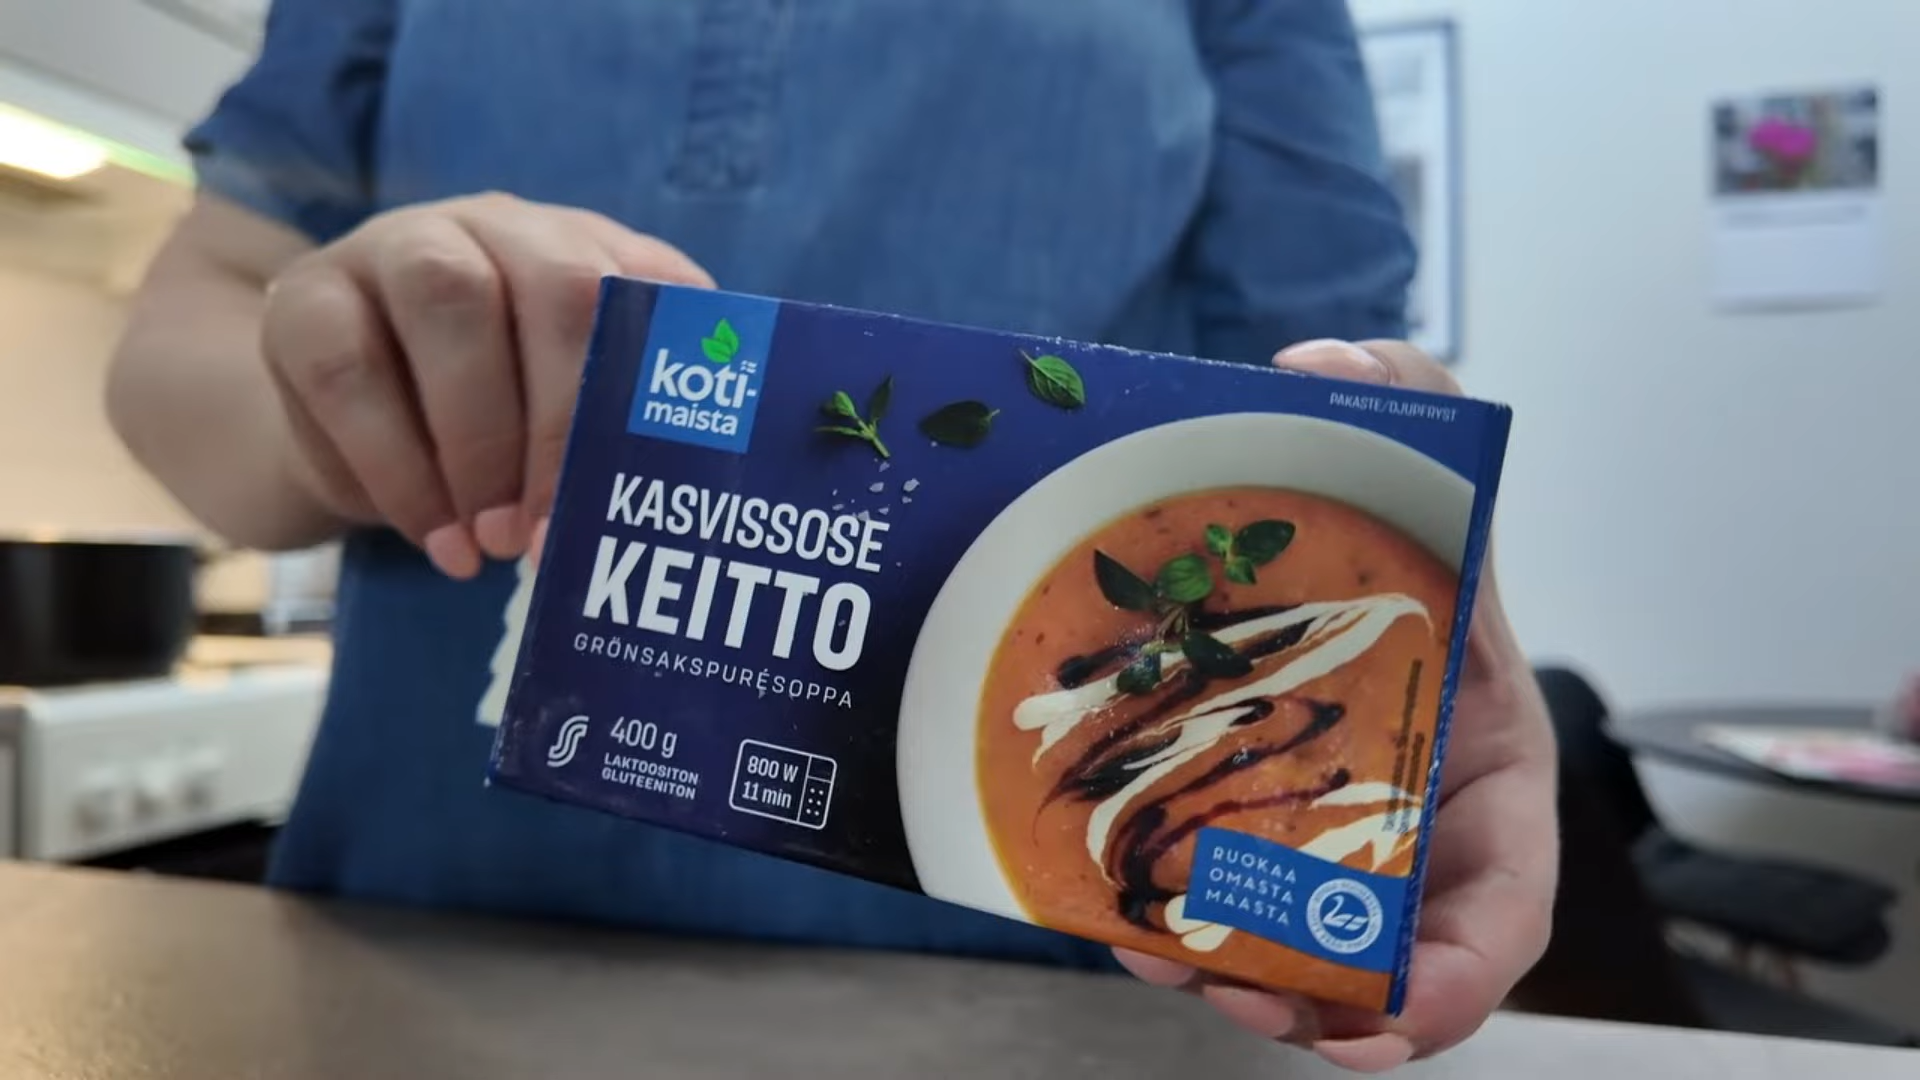 koti-
maista
PAKASTE/DJUPFRYST
KASVISSOSE
KEITTO
GRÖNSAKSPURÉSOPPA
400 g
LAKTOOSITON
GLUTEENITON
800 W
11 min
RUOKAA
OMASTA
MAASTA